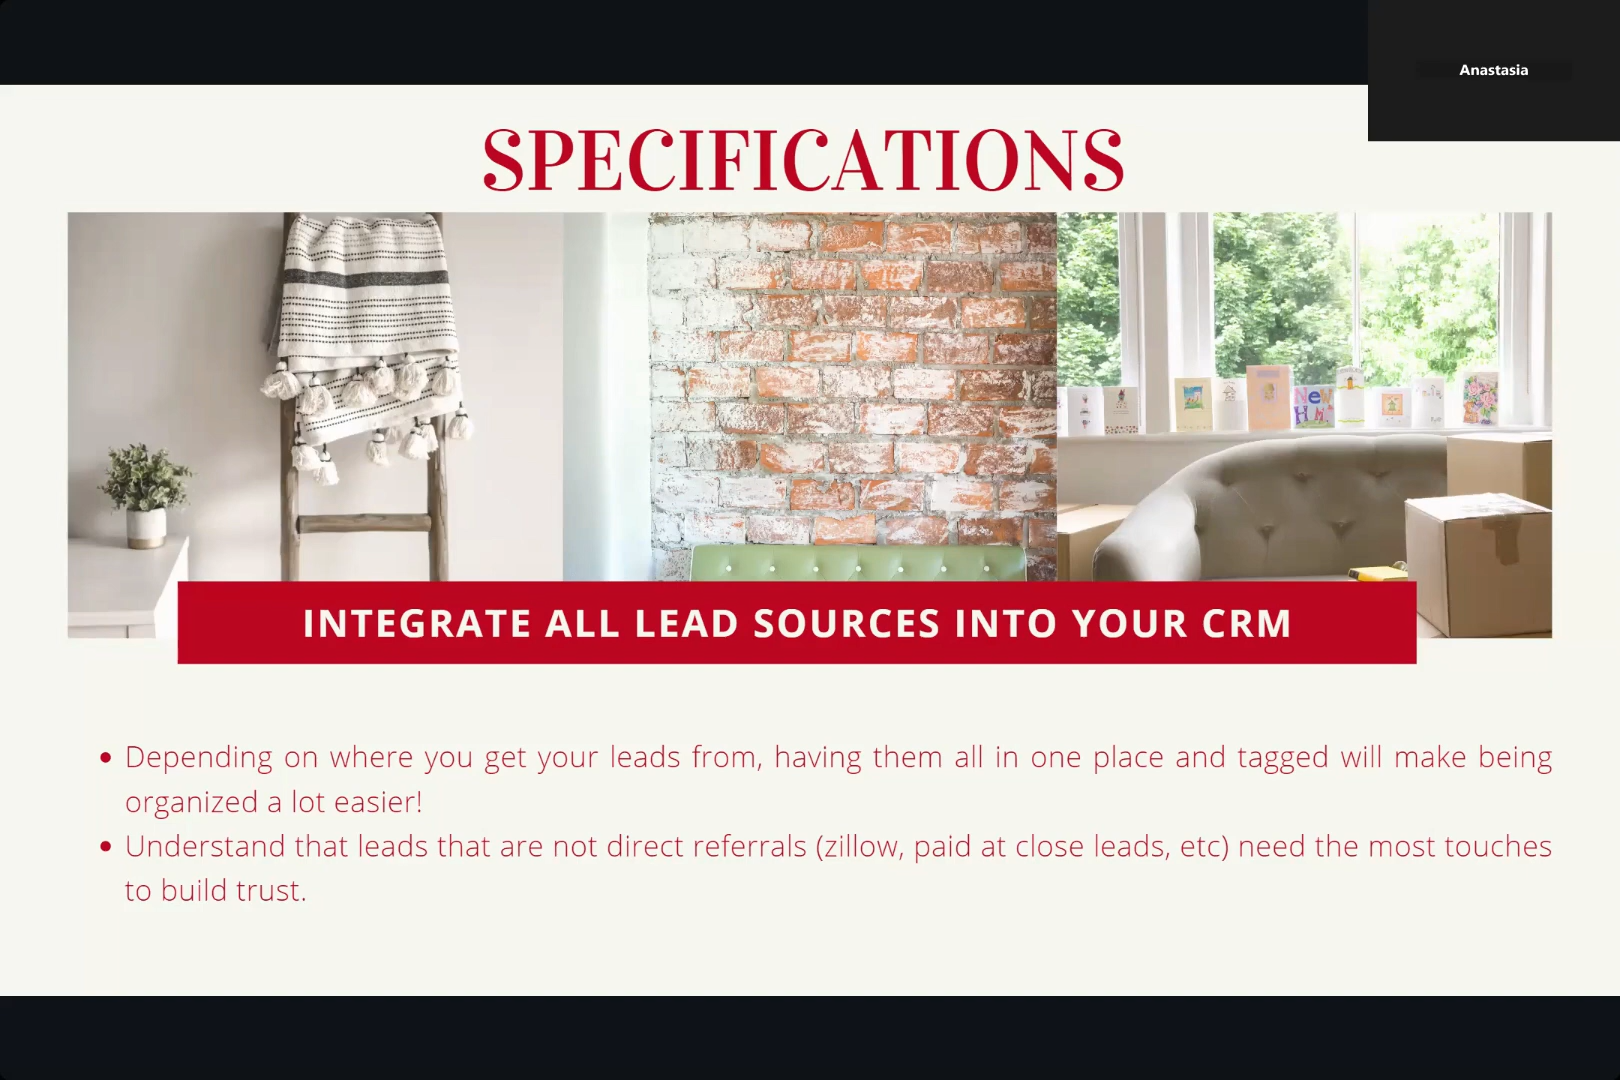 Anastasia
SPECIFICATIONS
New
INTEGRATE ALL LEAD SOURCES INTO YOUR CRM
• Depending on where you get your leads from, having them all in one place and tagged will make being
organized a lot easier!
• Understand that leads that are not direct referrals (zillow, paid at close leads, etc) need the most touches
to build trust.